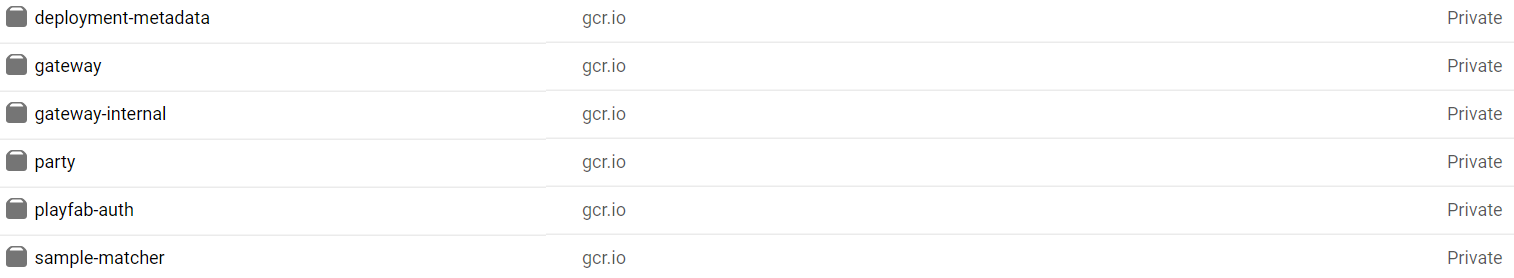 deployment-metadata gcr.io Private
gateway gcr.io Private
gateway-internal gcr.io Private
party gcr.io Private
playfab-auth gcr.io Private
sample-matcher gcr.io Private